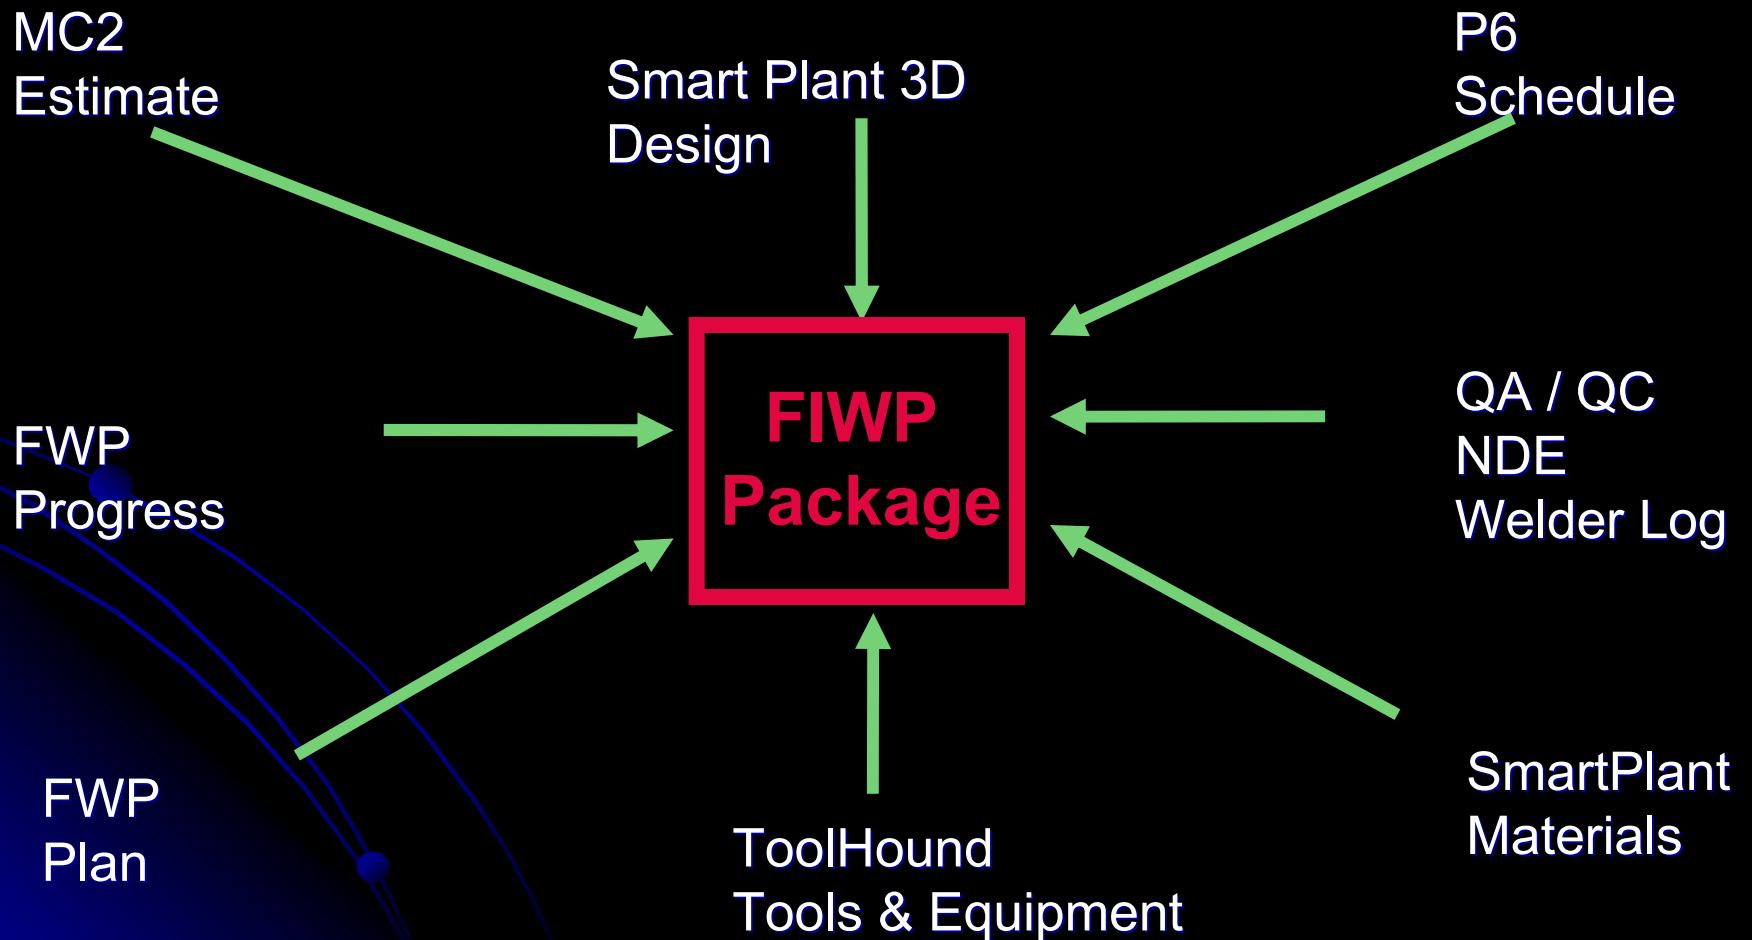 MC2
Estimate
Smart Plant 3D
Design
P6
Schedule
FWP
Progress
FIWP
Package
QA / QC
NDE
Welder Log
FWP
Plan
ToolHound
Tools & Equipment
SmartPlant
Materials